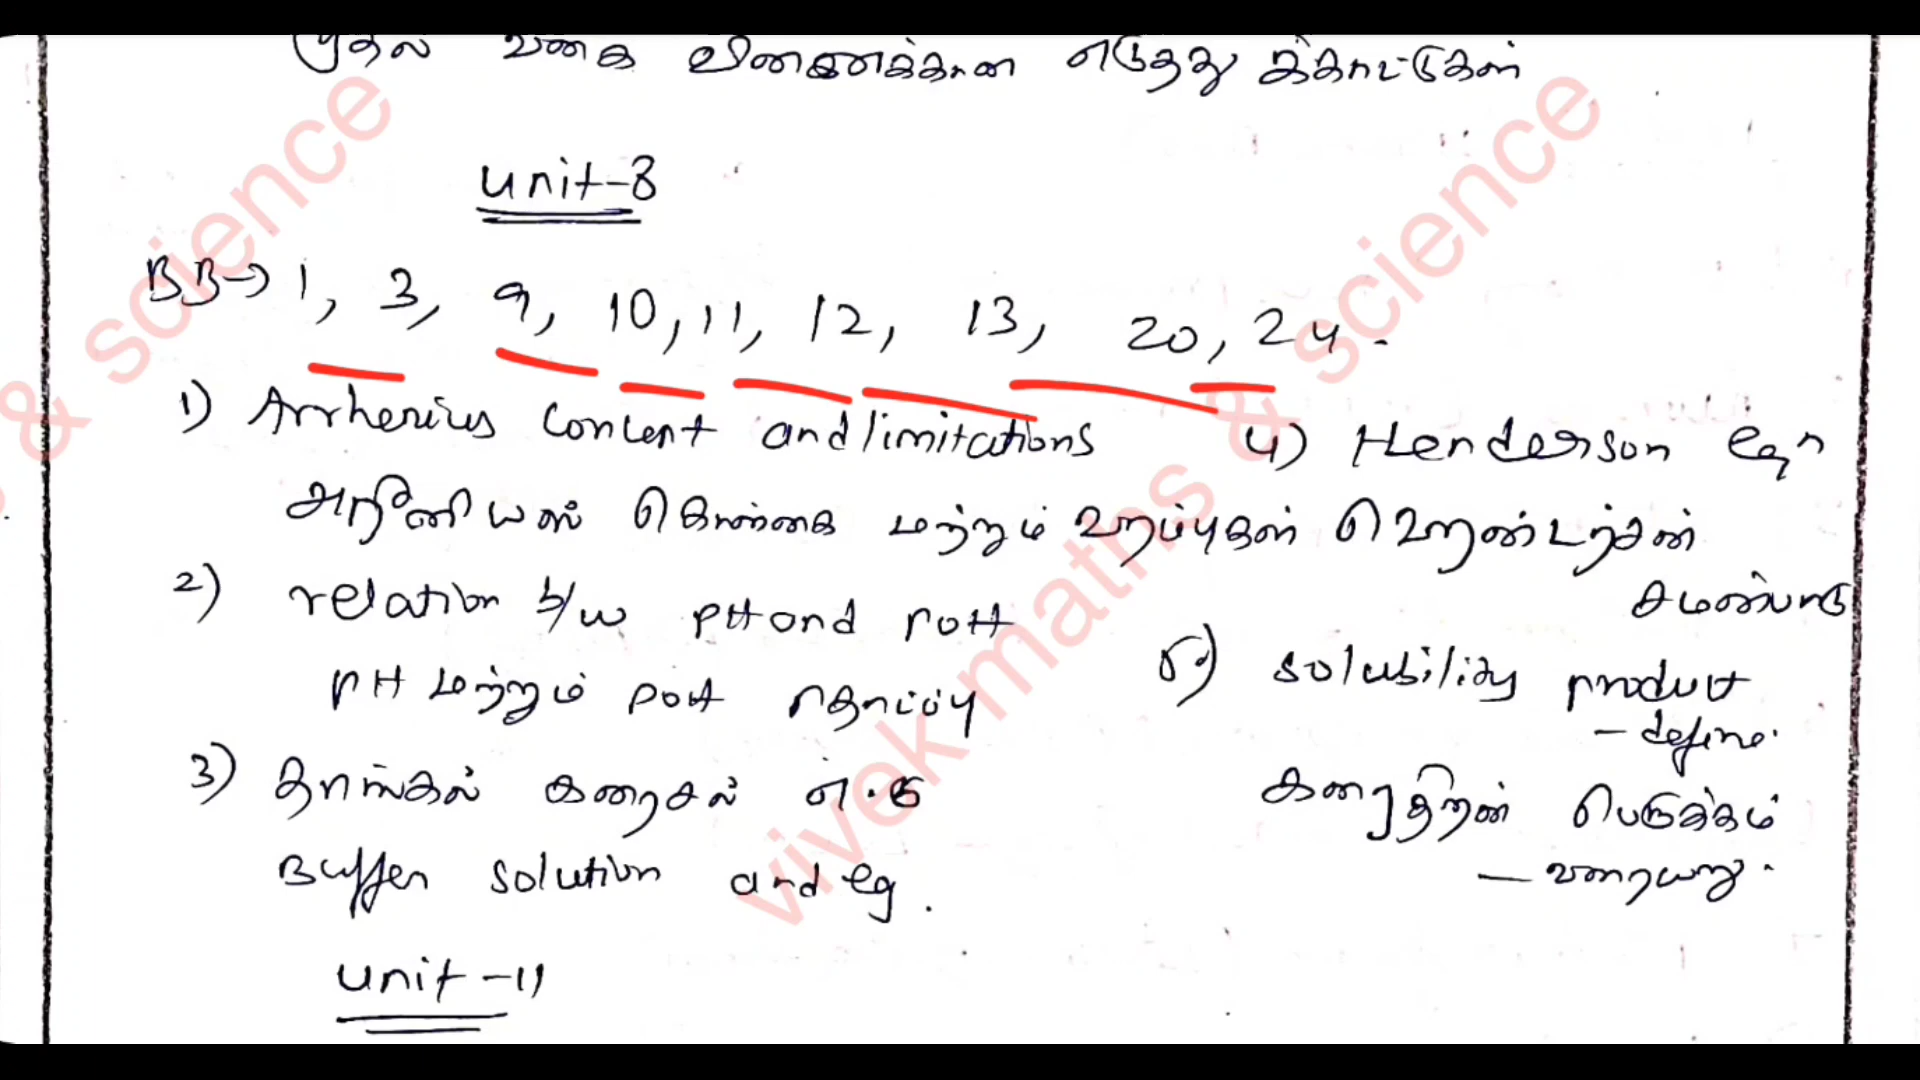 முதல் வகை வினைக்கான எடுத்து க்காட்டுகள்
Unit-8
BB→ 1, 3, 9, 10, 11, 12, 13, 20, 24.
1) Arrhenius Concept and limitations
அர்ஹீனியஸ் கொள்கை மற்றும் வரம்புகள்
2) relation b/w pH and pOH
pH மற்றும் pOH தொடர்பு
3) தாங்கல் கரைசல் எ.கா
Buffer solution and eg.
4) Henderson eqn
ஹெண்டர்சன் சமன்பாடு
5) solubility product
- define.
கரைதிறன் பெருக்கம்
- வரையறு.
Unit-11
vivek maths & science